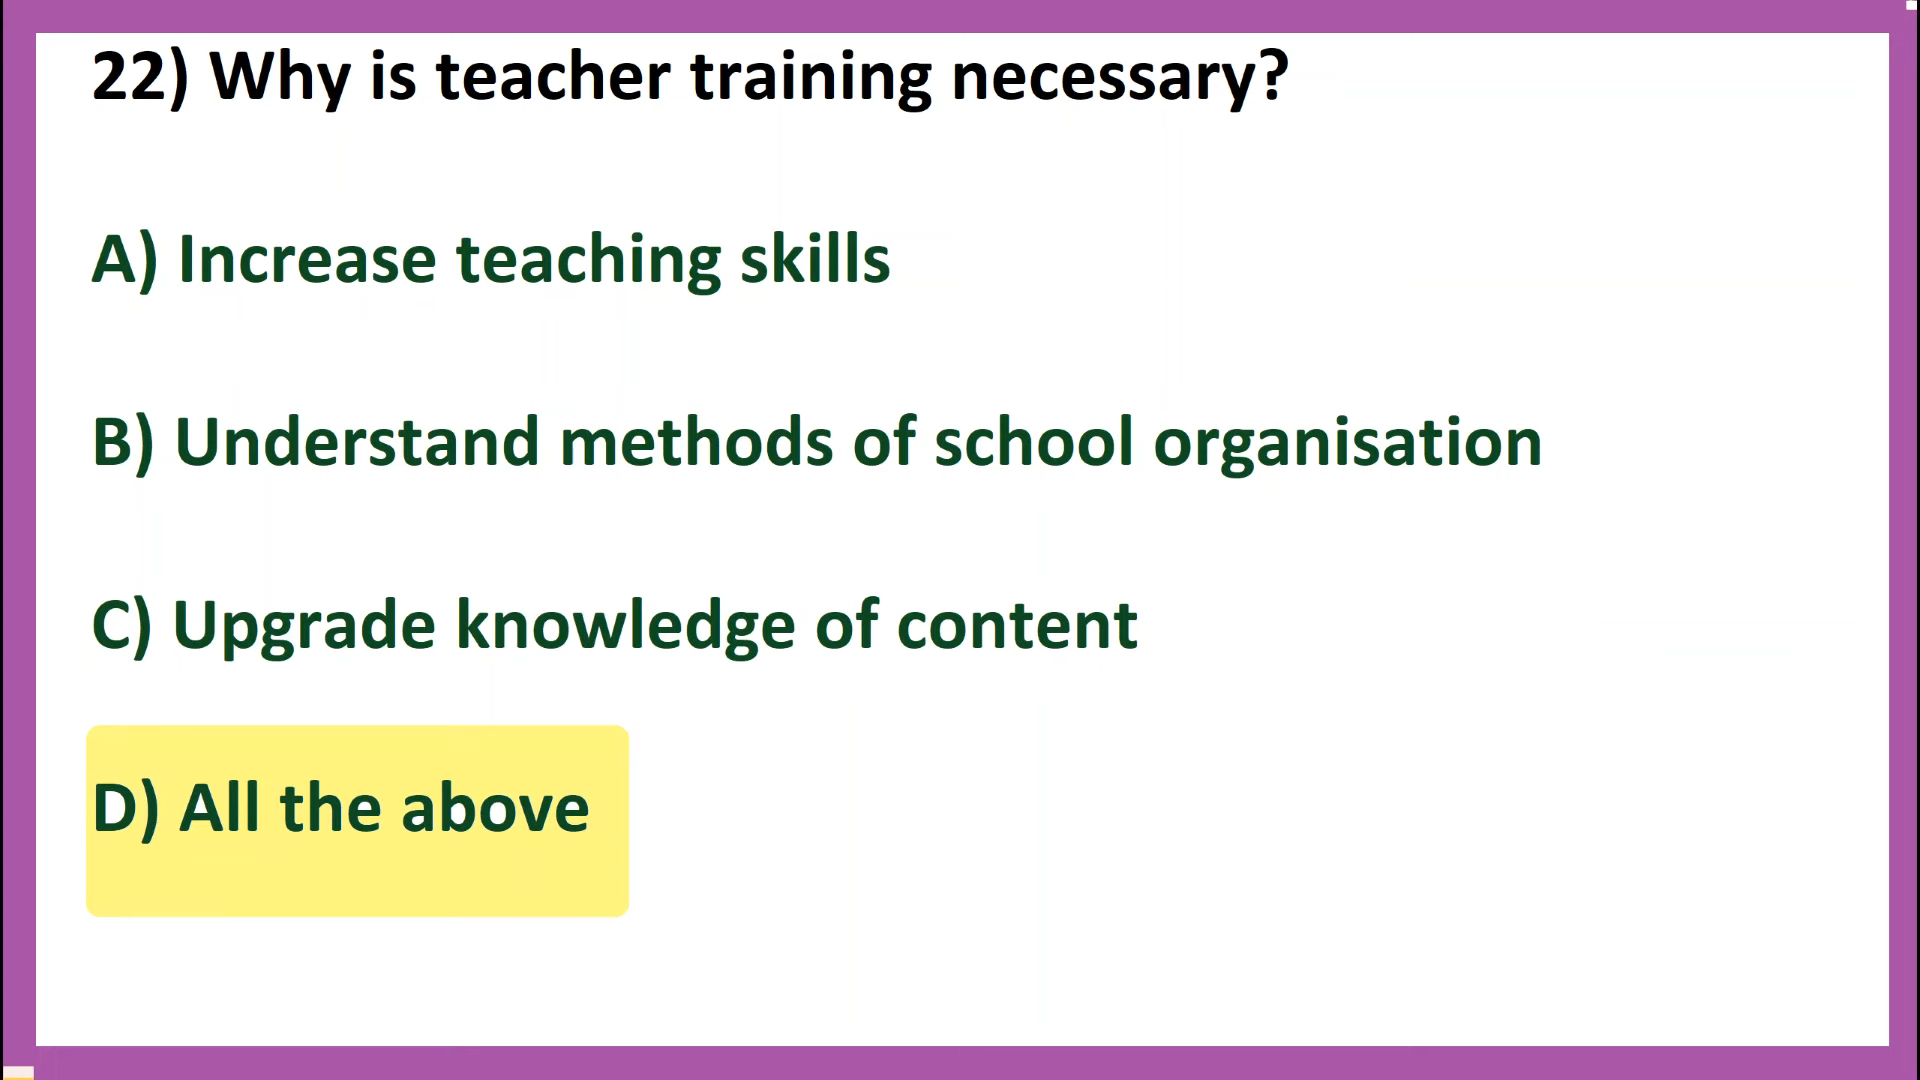 22) Why is teacher training necessary?
A) Increase teaching skills
B) Understand methods of school organisation
C) Upgrade knowledge of content
D) All the above